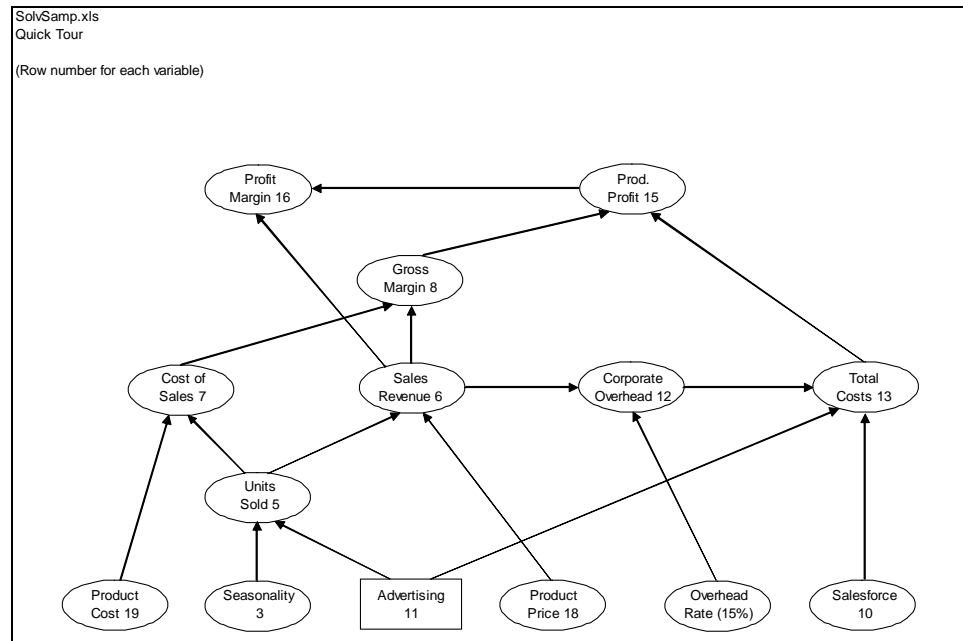 SolvSamp.xls
Quick Tour
(Row number for each variable)
Profit
Margin 16
Prod.
Profit 15
Gross
Margin 8
Cost of
Sales 7
Sales
Revenue 6
Corporate
Overhead 12
Total
Costs 13
Units
Sold 5
Product
Cost 19
Seasonality
3
Advertising
11
Product
Price 18
Overhead
Rate (15%)
Salesforce
10